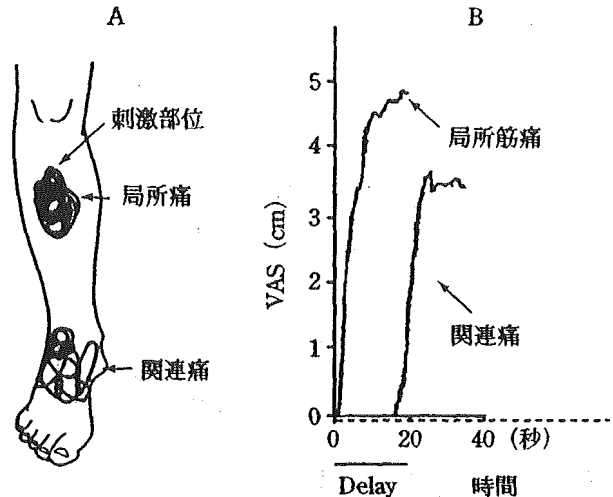 A
刺激部位
局所痛
関連痛
B
VAS (cm)
5
4
3
2
1
0
局所筋痛
関連痛
0 20 40 (秒)
Delay 時間